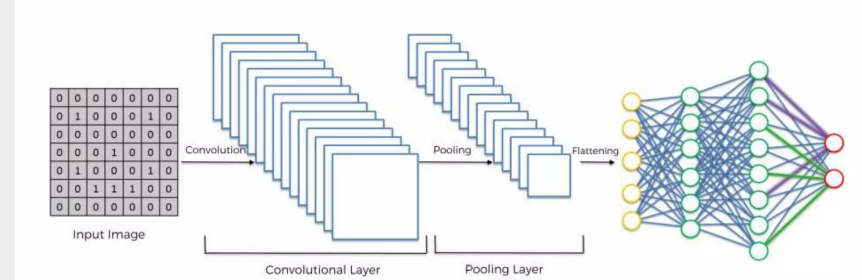 0 0 0 0 0 0 0
0 1 0 0 0 1 0
0 0 0 0 0 0 0
0 0 0 1 0 0 0
0 1 0 0 0 1 0
0 0 1 1 1 0 0
0 0 0 0 0 0 0
Input Image
Convolution
Pooling
Flattening
Convolutional Layer
Pooling Layer